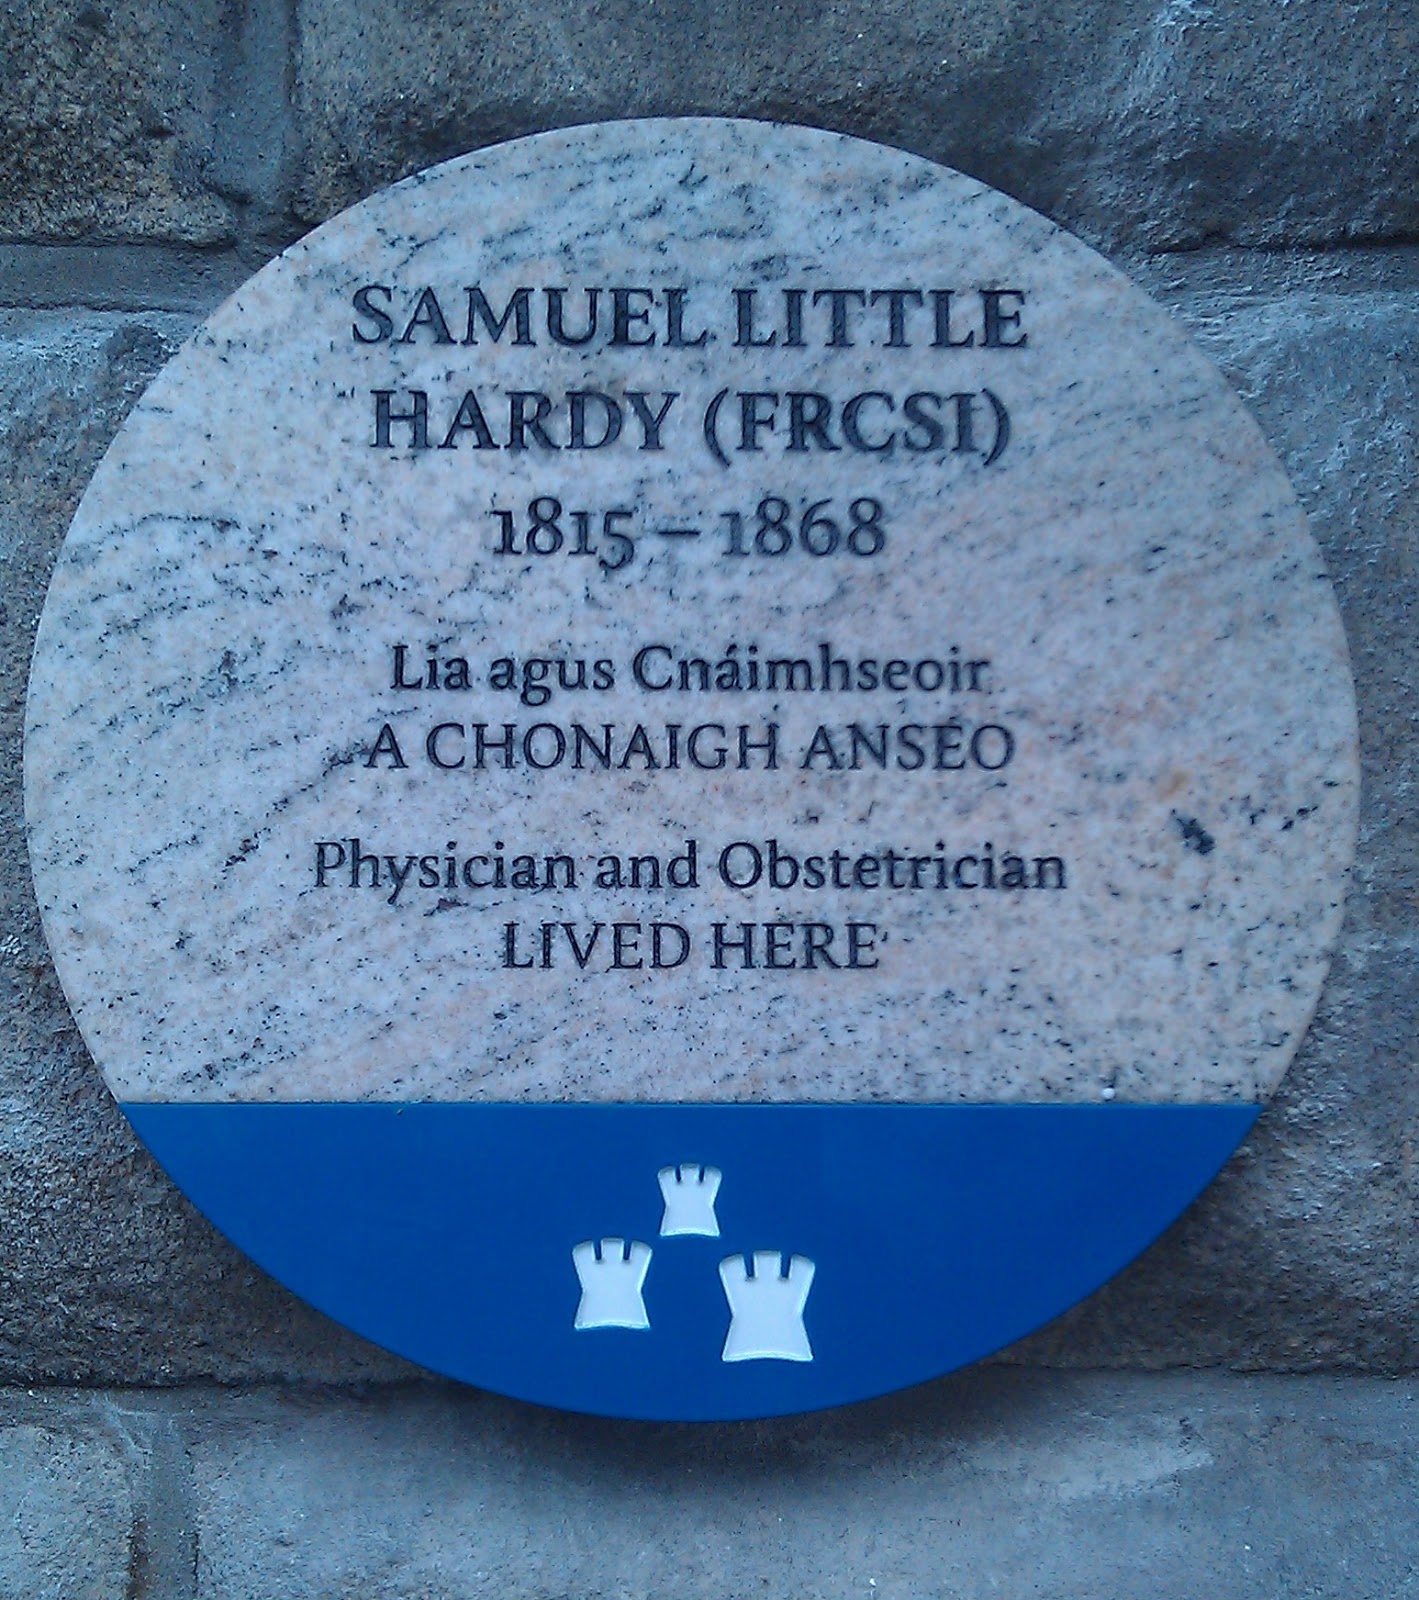 SAMUEL LITTLE
HARDY (FRCSI)
1815 – 1868
Lia agus Cnáimhseoir
A CHONAIGH ANSEO
Physician and Obstetrician
LIVED HERE